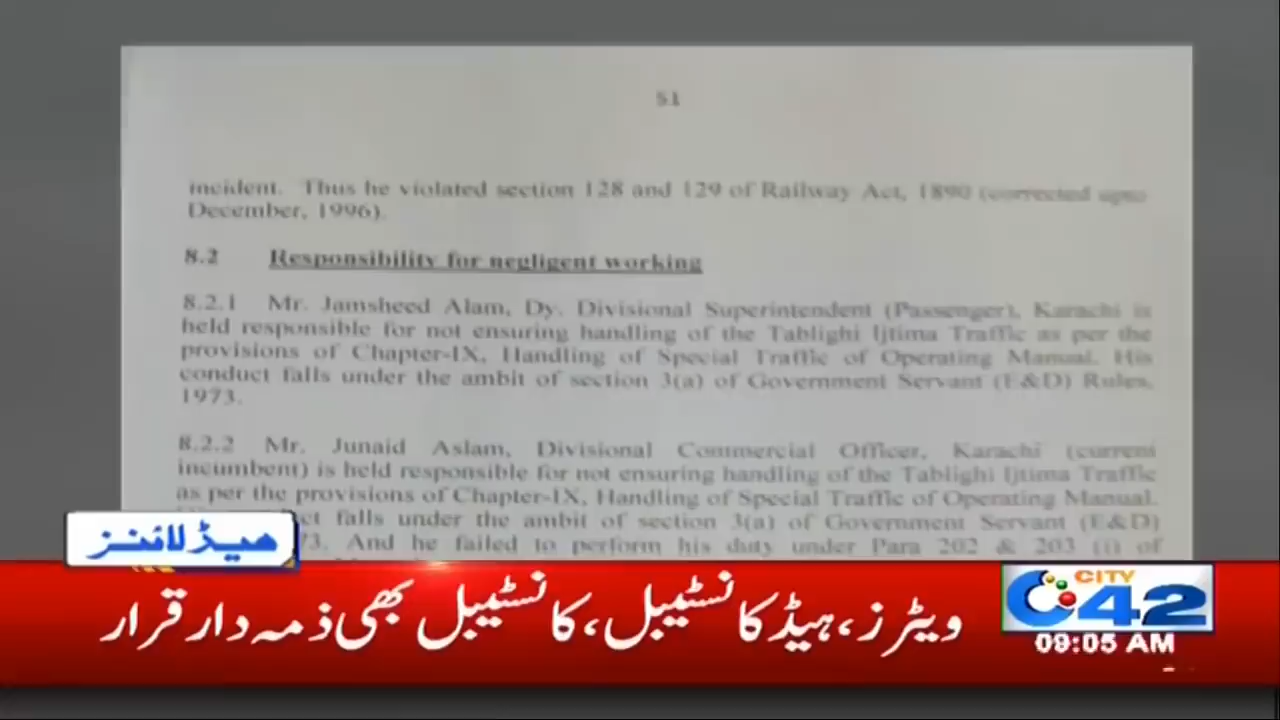 51
incident. Thus he violated section 128 and 129 of Railway Act, 1890 (corrected upto
December, 1996).
8.2 Responsibility for negligent working
8.2.1 Mr. Jamsheed Alam, Dy. Divisional Superintendent (Passenger), Karachi is
held responsible for not ensuring handling of the Tablighi Ijtima Traffic as per the
provisions of Chapter-IX, Handling of Special Traffic of Operating Manual. His
conduct falls under the ambit of section 3(a) of Government Servant (E&D) Rules,
1973.
8.2.2 Mr. Junaid Aslam, Divisional Commercial Officer, Karachi (current
incumbent) is held responsible for not ensuring handling of the Tablighi Ijtima Traffic
as per the provisions of Chapter-IX, Handling of Special Traffic of Operating Manual.
falls under the ambit of section 3(a) of Government Servant (E&D)
And he failed to perform his duty under Para 202 & 203 (i) of
ہیڈلائنز
ویٹرز، ہیڈ کانسٹیبل، کانسٹیبل بھی ذمہ دار قرار
CITY
42
09:05 AM